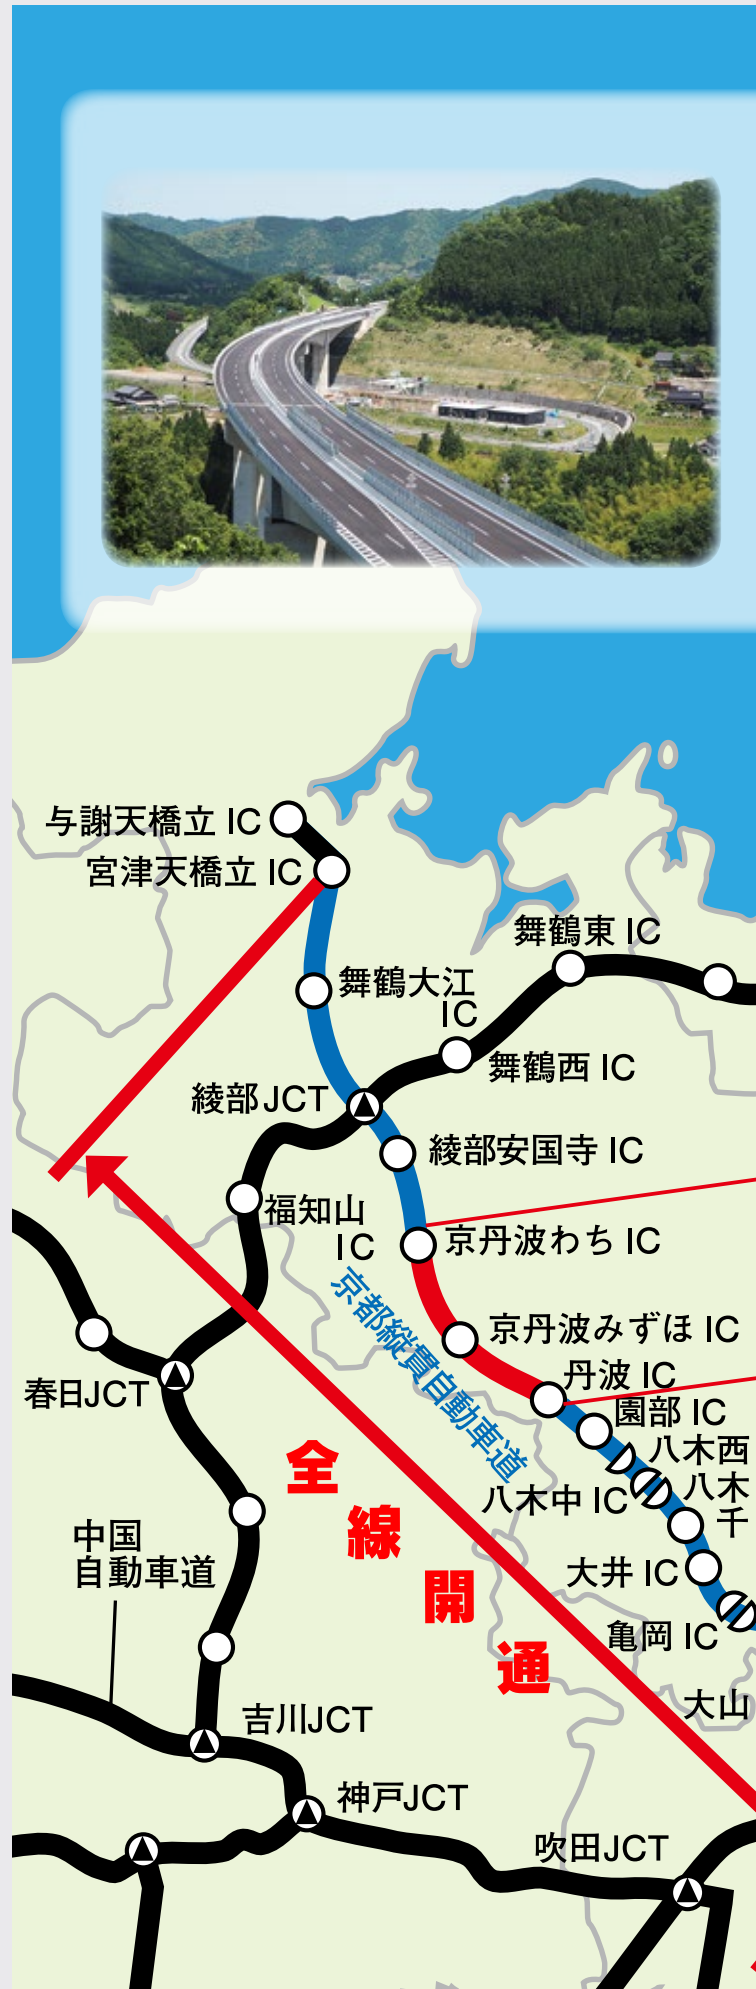 与謝天橋立 IC
宮津天橋立 IC
舞鶴東 IC
舞鶴大江
IC
舞鶴西 IC
綾部JCT
綾部安国寺 IC
福知山
IC
京丹波わち IC
京都縦貫自動車道
京丹波みずほ IC
丹波 IC
春日JCT
園部 IC
八木西
八木中 IC
八木
千
全線開通
中国
自動車道
大井 IC
亀岡 IC
大山
吉川JCT
神戸JCT
吹田JCT